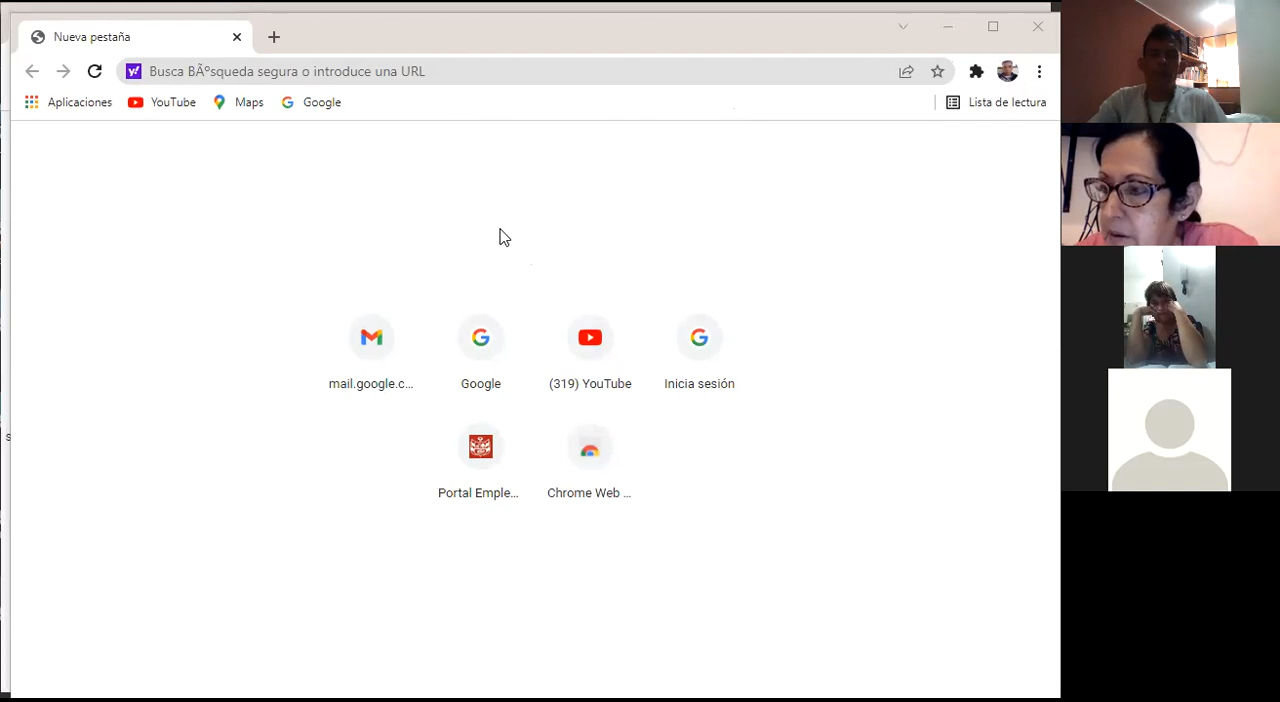 Nueva pestaña
Busca BÃºsqueda segura o introduce una URL
Aplicaciones YouTube Maps Google Lista de lectura
mail.google.c... Google (319) YouTube Inicia sesión
Portal Emple... Chrome Web ...